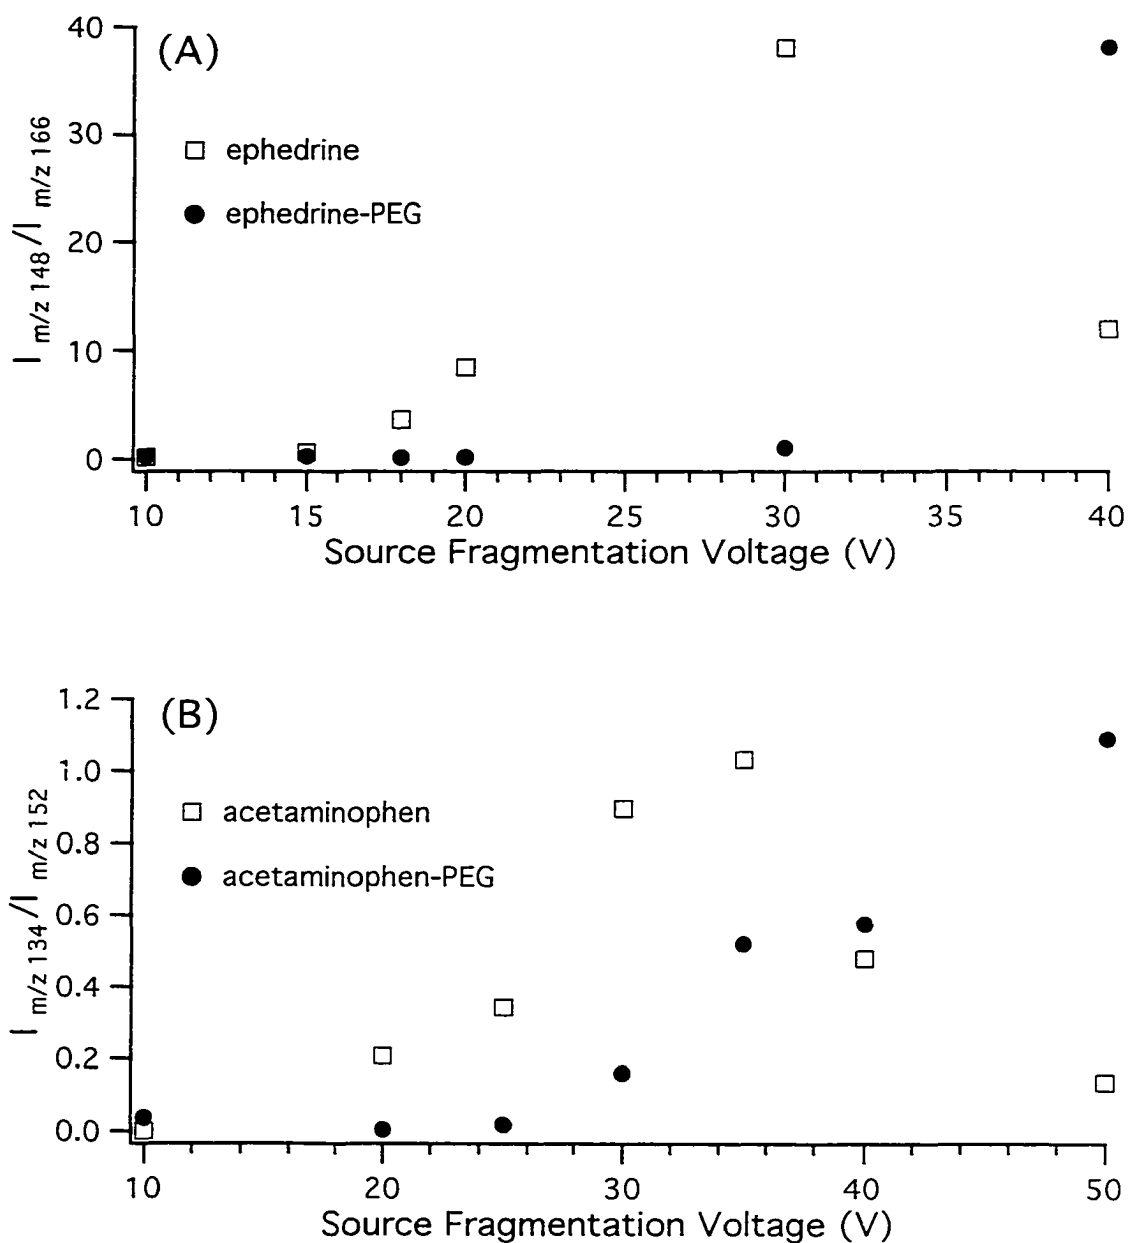 (A)
40
30
20
10
0
I m/z 148/I m/z 166
□ ephedrine
● ephedrine-PEG
10 15 20 25 30 35 40
Source Fragmentation Voltage (V)
(B)
1.2
1.0
0.8
0.6
0.4
0.2
0.0
I m/z 134/I m/z 152
□ acetaminophen
● acetaminophen-PEG
10 20 30 40 50
Source Fragmentation Voltage (V)